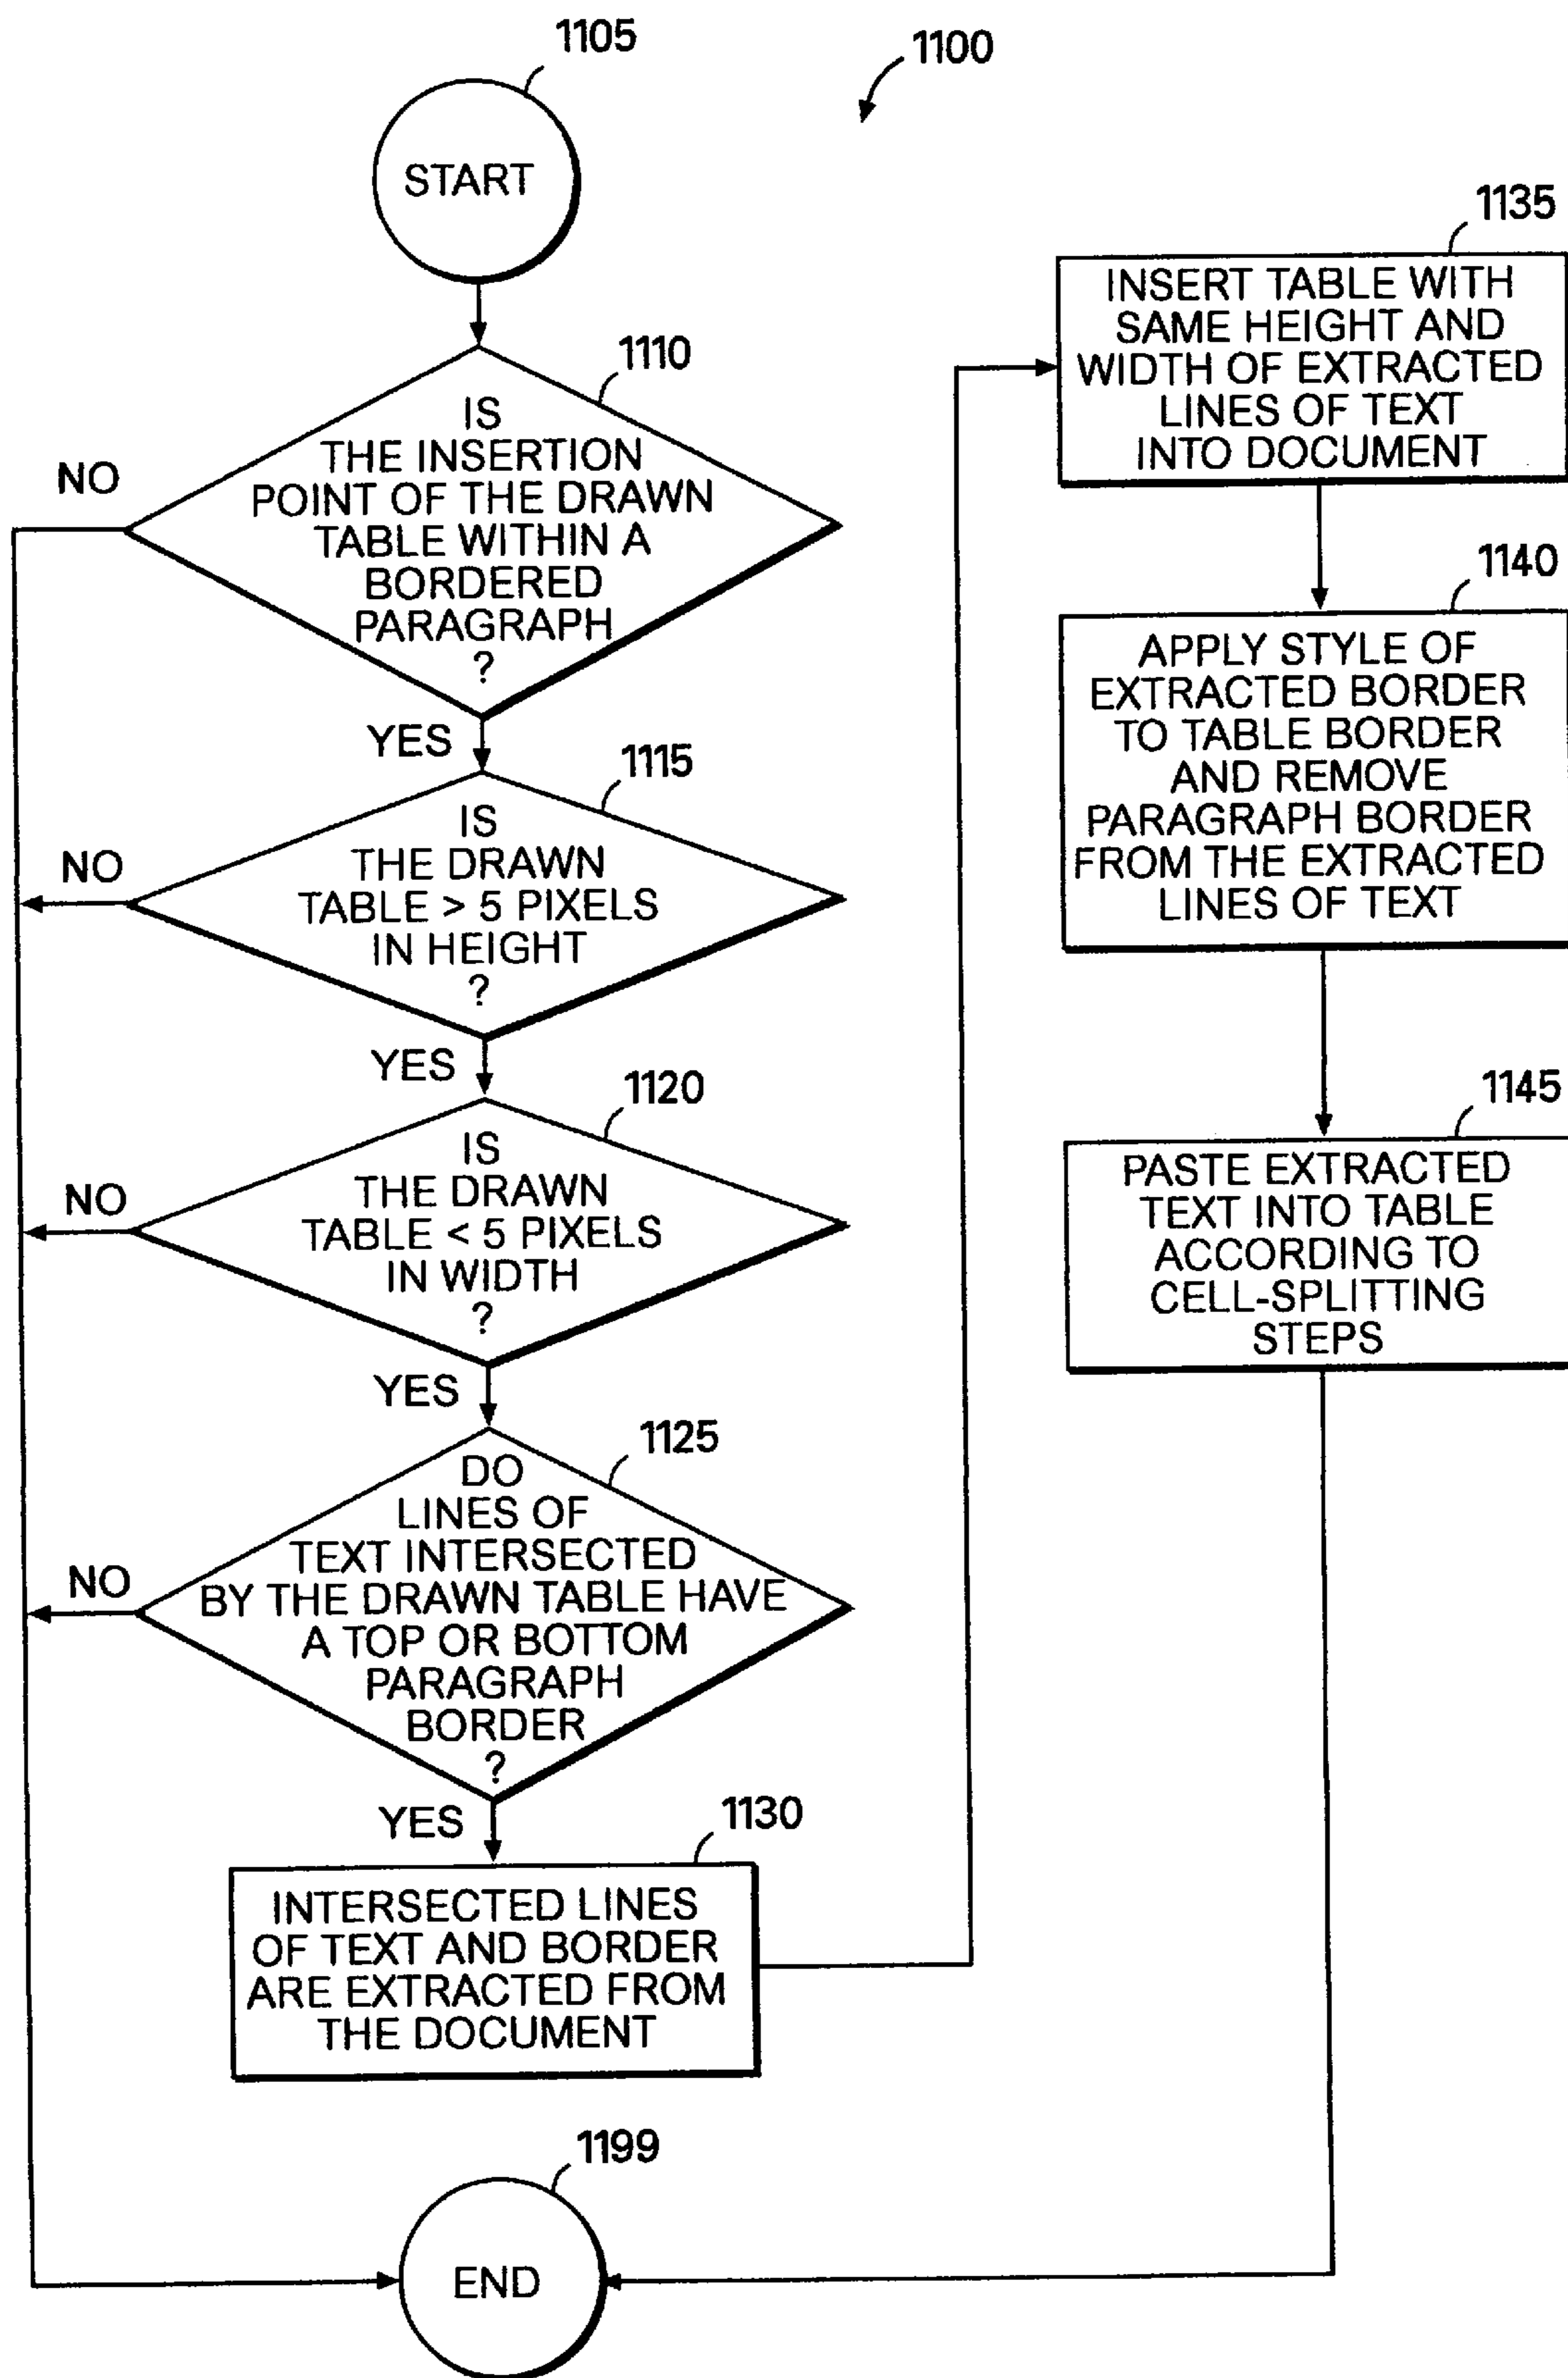 1105
1100
START
1110
IS
THE INSERTION
POINT OF THE DRAWN
TABLE WITHIN A
BORDERED
PARAGRAPH
?
NO
YES
1115
IS
THE DRAWN
TABLE > 5 PIXELS
IN HEIGHT
?
NO
YES
1120
IS
THE DRAWN
TABLE < 5 PIXELS
IN WIDTH
?
NO
YES
1125
DO
LINES OF
TEXT INTERSECTED
BY THE DRAWN TABLE HAVE
A TOP OR BOTTOM
PARAGRAPH
BORDER
?
NO
YES
1130
INTERSECTED LINES
OF TEXT AND BORDER
ARE EXTRACTED FROM
THE DOCUMENT
1135
INSERT TABLE WITH
SAME HEIGHT AND
WIDTH OF EXTRACTED
LINES OF TEXT
INTO DOCUMENT
1140
APPLY STYLE OF
EXTRACTED BORDER
TO TABLE BORDER
AND REMOVE
PARAGRAPH BORDER
FROM THE EXTRACTED
LINES OF TEXT
1145
PASTE EXTRACTED
TEXT INTO TABLE
ACCORDING TO
CELL-SPLITTING
STEPS
1199
END